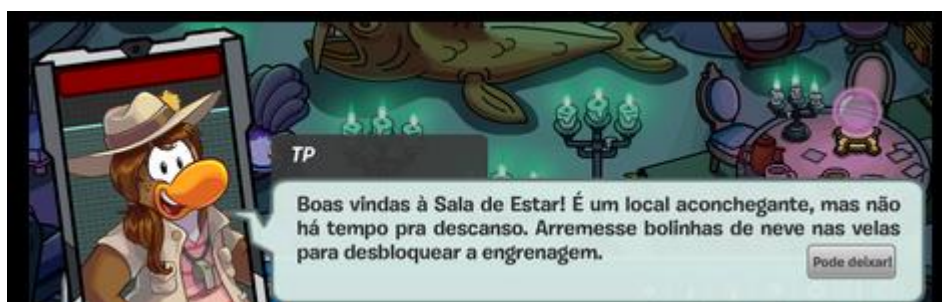 TP
Boas vindas à Sala de Estar! É um local aconchegante, mas não
há tempo pra descanso. Arremesse bolinhas de neve nas velas
para desbloquear a engrenagem.
Pode deixar!